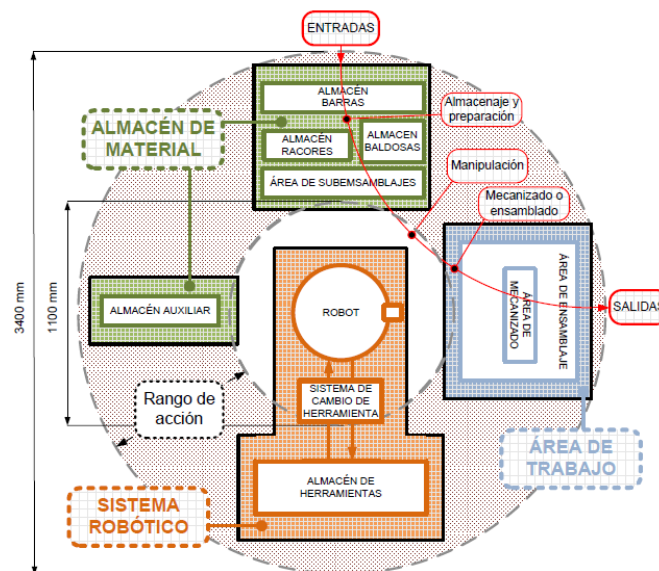 ENTRADAS
ALMACÉN
BARRAS
Almacenaje y
preparación
ALMACÉN DE
MATERIAL
ALMACÉN
RACORES
ALMACEN
BALDOSAS
ÁREA DE SUBEMSAMBLAJES
Manipulación
Mecanizado o
ensamblado
3400 mm
1100 mm
ÁREA DE ENSAMBLAJE
ÁREA DE
MECANIZADO
ALMACÉN AUXILIAR
ROBOT
SALIDAS
SISTEMA DE
CAMBIO DE
HERRAMIENTA
Rango de
acción
ÁREA DE
TRABAJO
ALMACÉN DE
HERRAMIENTAS
SISTEMA
ROBÓTICO